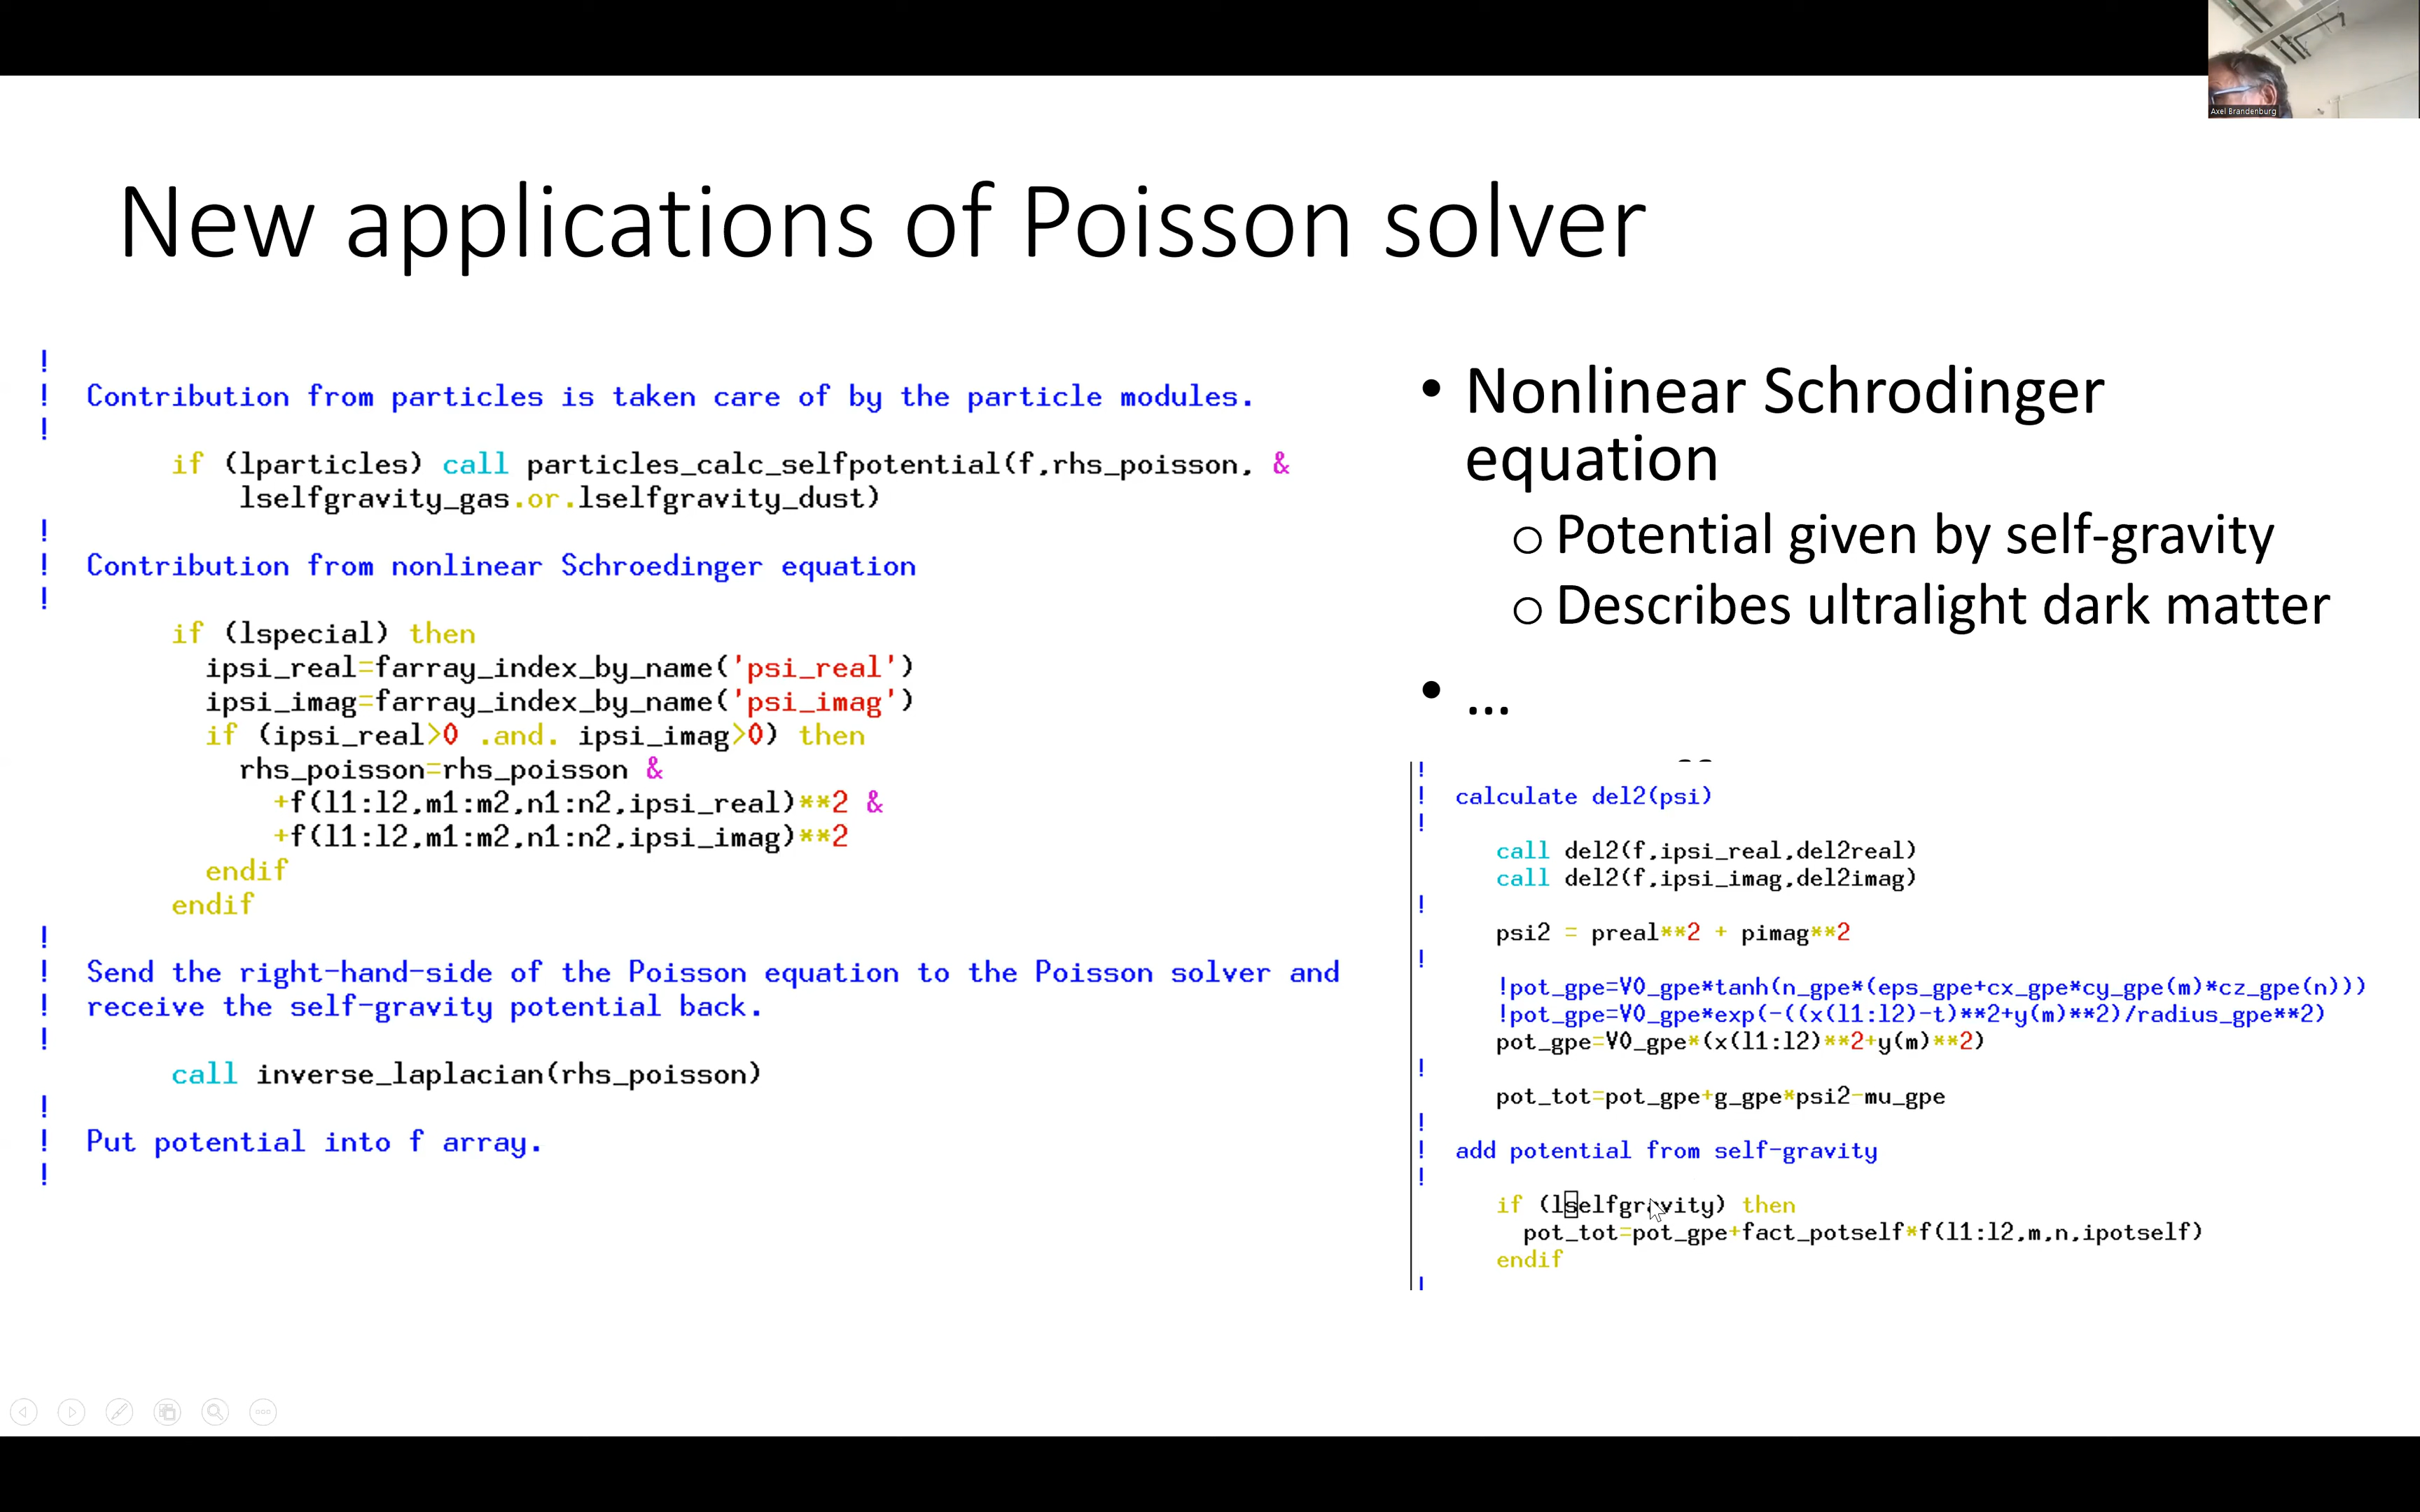 Axel Brandenburg
New applications of Poisson solver
!
! Contribution from particles is taken care of by the particle modules.
!
if (lparticles) call particles_calc_selfpotential(f,rhs_poisson, &
lselfgravity_gas.or.lselfgravity_dust)
!
! Contribution from nonlinear Schroedinger equation
!
if (lspecial) then
ipsi_real=farray_index_by_name('psi_real')
ipsi_imag=farray_index_by_name('psi_imag')
if (ipsi_real>0 .and. ipsi_imag>0) then
rhs_poisson=rhs_poisson &
+f(l1:l2,m1:m2,n1:n2,ipsi_real)**2 &
+f(l1:l2,m1:m2,n1:n2,ipsi_imag)**2
endif
endif
!
! Send the right-hand-side of the Poisson equation to the Poisson solver and
! receive the self-gravity potential back.
!
call inverse_laplacian(rhs_poisson)
!
! Put potential into f array.
!
• Nonlinear Schrodinger
equation
o Potential given by self-gravity
o Describes ultralight dark matter
• ...
!
! calculate del2(psi)
!
call del2(f,ipsi_real,del2real)
call del2(f,ipsi_imag,del2imag)
!
psi2 = preal**2 + pimag**2
!
!pot_gpe=V0_gpe*tanh(n_gpe*(eps_gpe+cx_gpe*cy_gpe(m)*cz_gpe(n)))
!pot_gpe=V0_gpe*exp(-((x(l1:l2)-t)**2+y(m)**2)/radius_gpe**2)
pot_gpe=V0_gpe*(x(l1:l2)**2+y(m)**2)
!
pot_tot=pot_gpe+g_gpe*psi2-mu_gpe
!
! add potential from self-gravity
!
if (lselfgravity) then
pot_tot=pot_gpe+fact_potself*f(l1:l2,m,n,ipotself)
endif
!